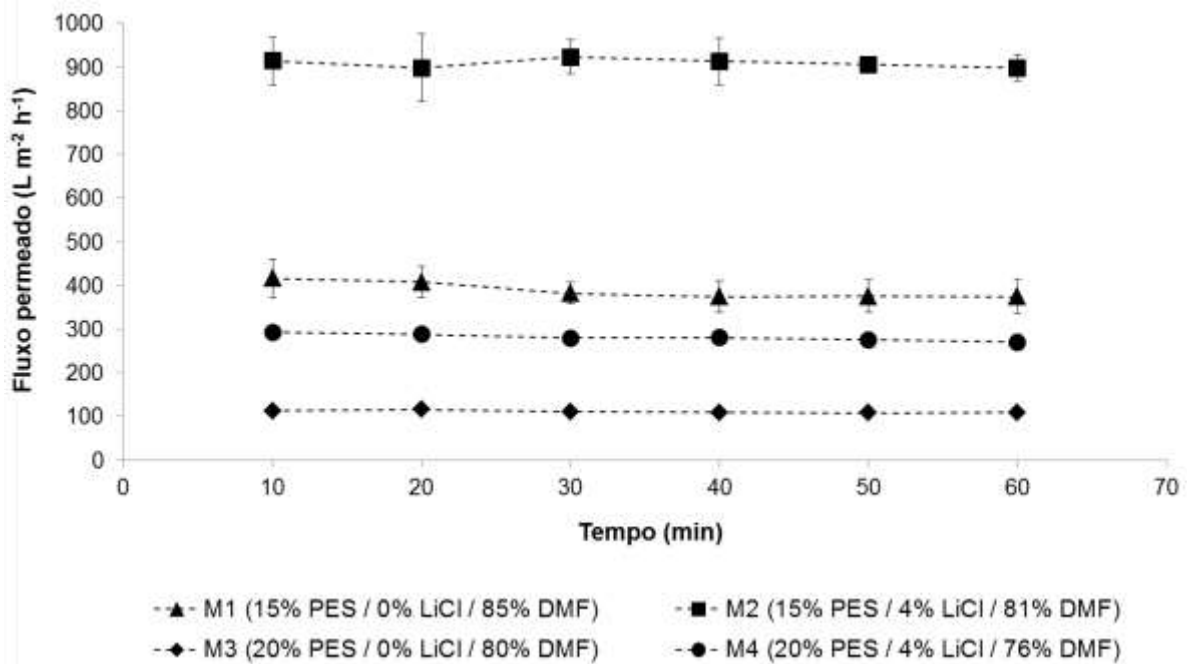 1000
900
800
700
600
500
400
300
200
100
0
Fluxo permeado (L m⁻² h⁻¹)
0 10 20 30 40 50 60 70
Tempo (min)
M1 (15% PES / 0% LiCl / 85% DMF) M2 (15% PES / 4% LiCl / 81% DMF)
M3 (20% PES / 0% LiCl / 80% DMF) M4 (20% PES / 4% LiCl / 76% DMF)